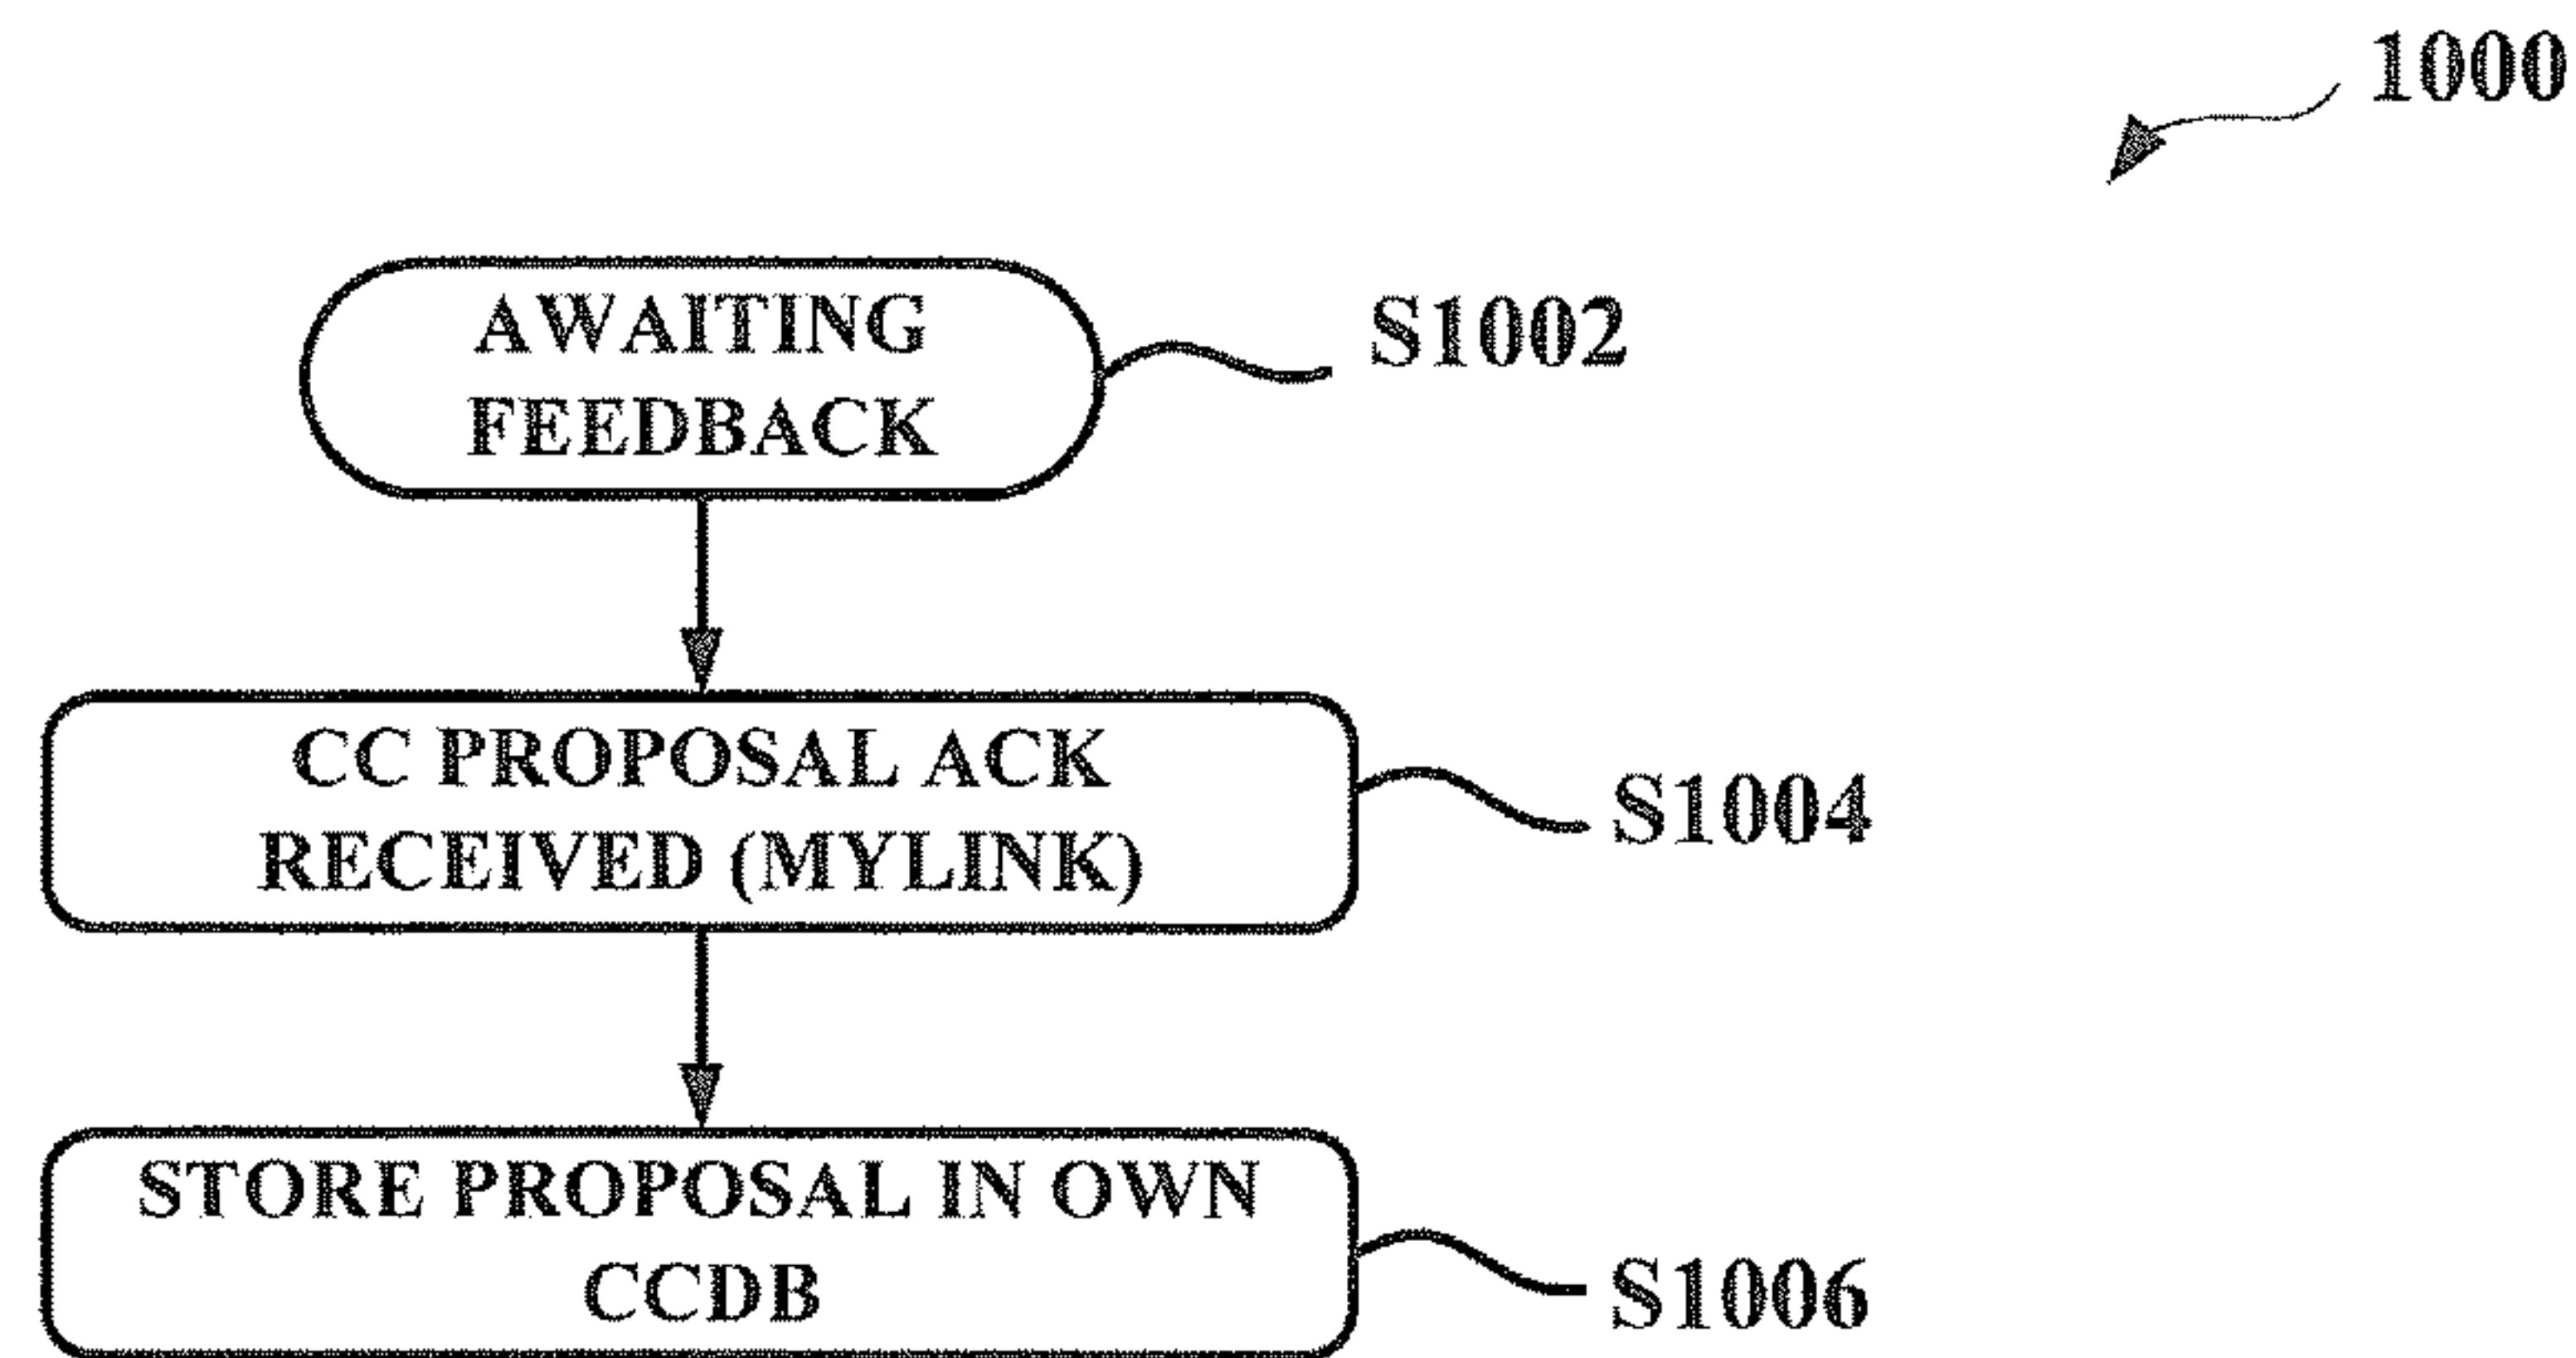 1000
AWAITING
FEEDBACK
S1002
CC PROPOSAL ACK
RECEIVED (MYLINK)
S1004
STORE PROPOSAL IN OWN
CCDB
S1006